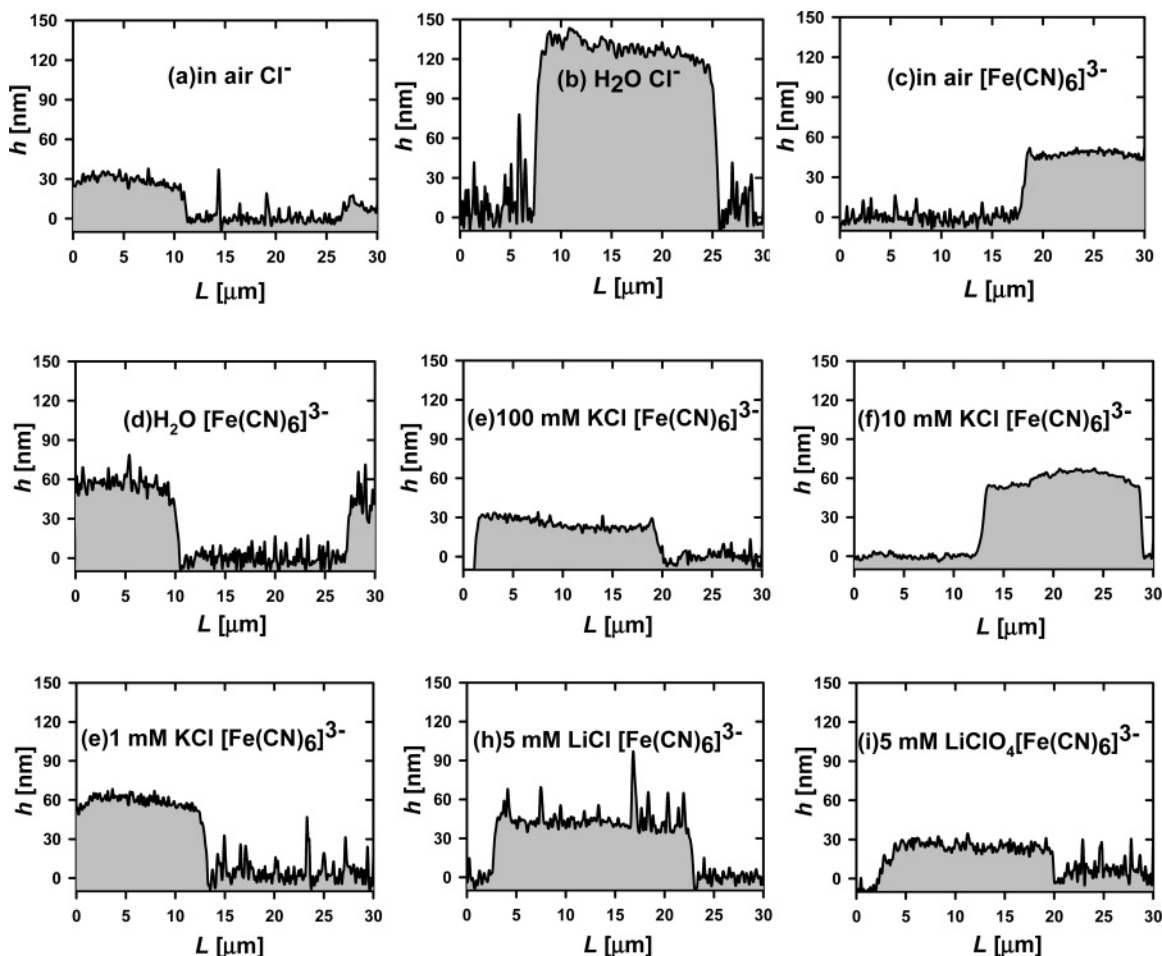 150
120
90
60
30
0
h [nm]
(a)in air Cl⁻
0 5 10 15 20 25 30
L [μm]
150
120
90
60
30
0
h [nm]
(b) H₂O Cl⁻
0 5 10 15 20 25 30
L [μm]
150
120
90
60
30
0
h [nm]
(c)in air [Fe(CN)₆]³⁻
0 5 10 15 20 25 30
L [μm]
150
120
90
60
30
0
h [nm]
(d)H₂O [Fe(CN)₆]³⁻
0 5 10 15 20 25 30
L [μm]
150
120
90
60
30
0
h [nm]
(e)100 mM KCl [Fe(CN)₆]³⁻
0 5 10 15 20 25 30
L [μm]
150
120
90
60
30
0
h [nm]
(f)10 mM KCl [Fe(CN)₆]³⁻
0 5 10 15 20 25 30
L [μm]
150
120
90
60
30
0
h [nm]
(e)1 mM KCl [Fe(CN)₆]³⁻
0 5 10 15 20 25 30
L [μm]
150
120
90
60
30
0
h [nm]
(h)5 mM LiCl [Fe(CN)₆]³⁻
0 5 10 15 20 25 30
L [μm]
150
120
90
60
30
0
h [nm]
(i)5 mM LiClO₄[Fe(CN)₆]³⁻
0 5 10 15 20 25 30
L [μm]